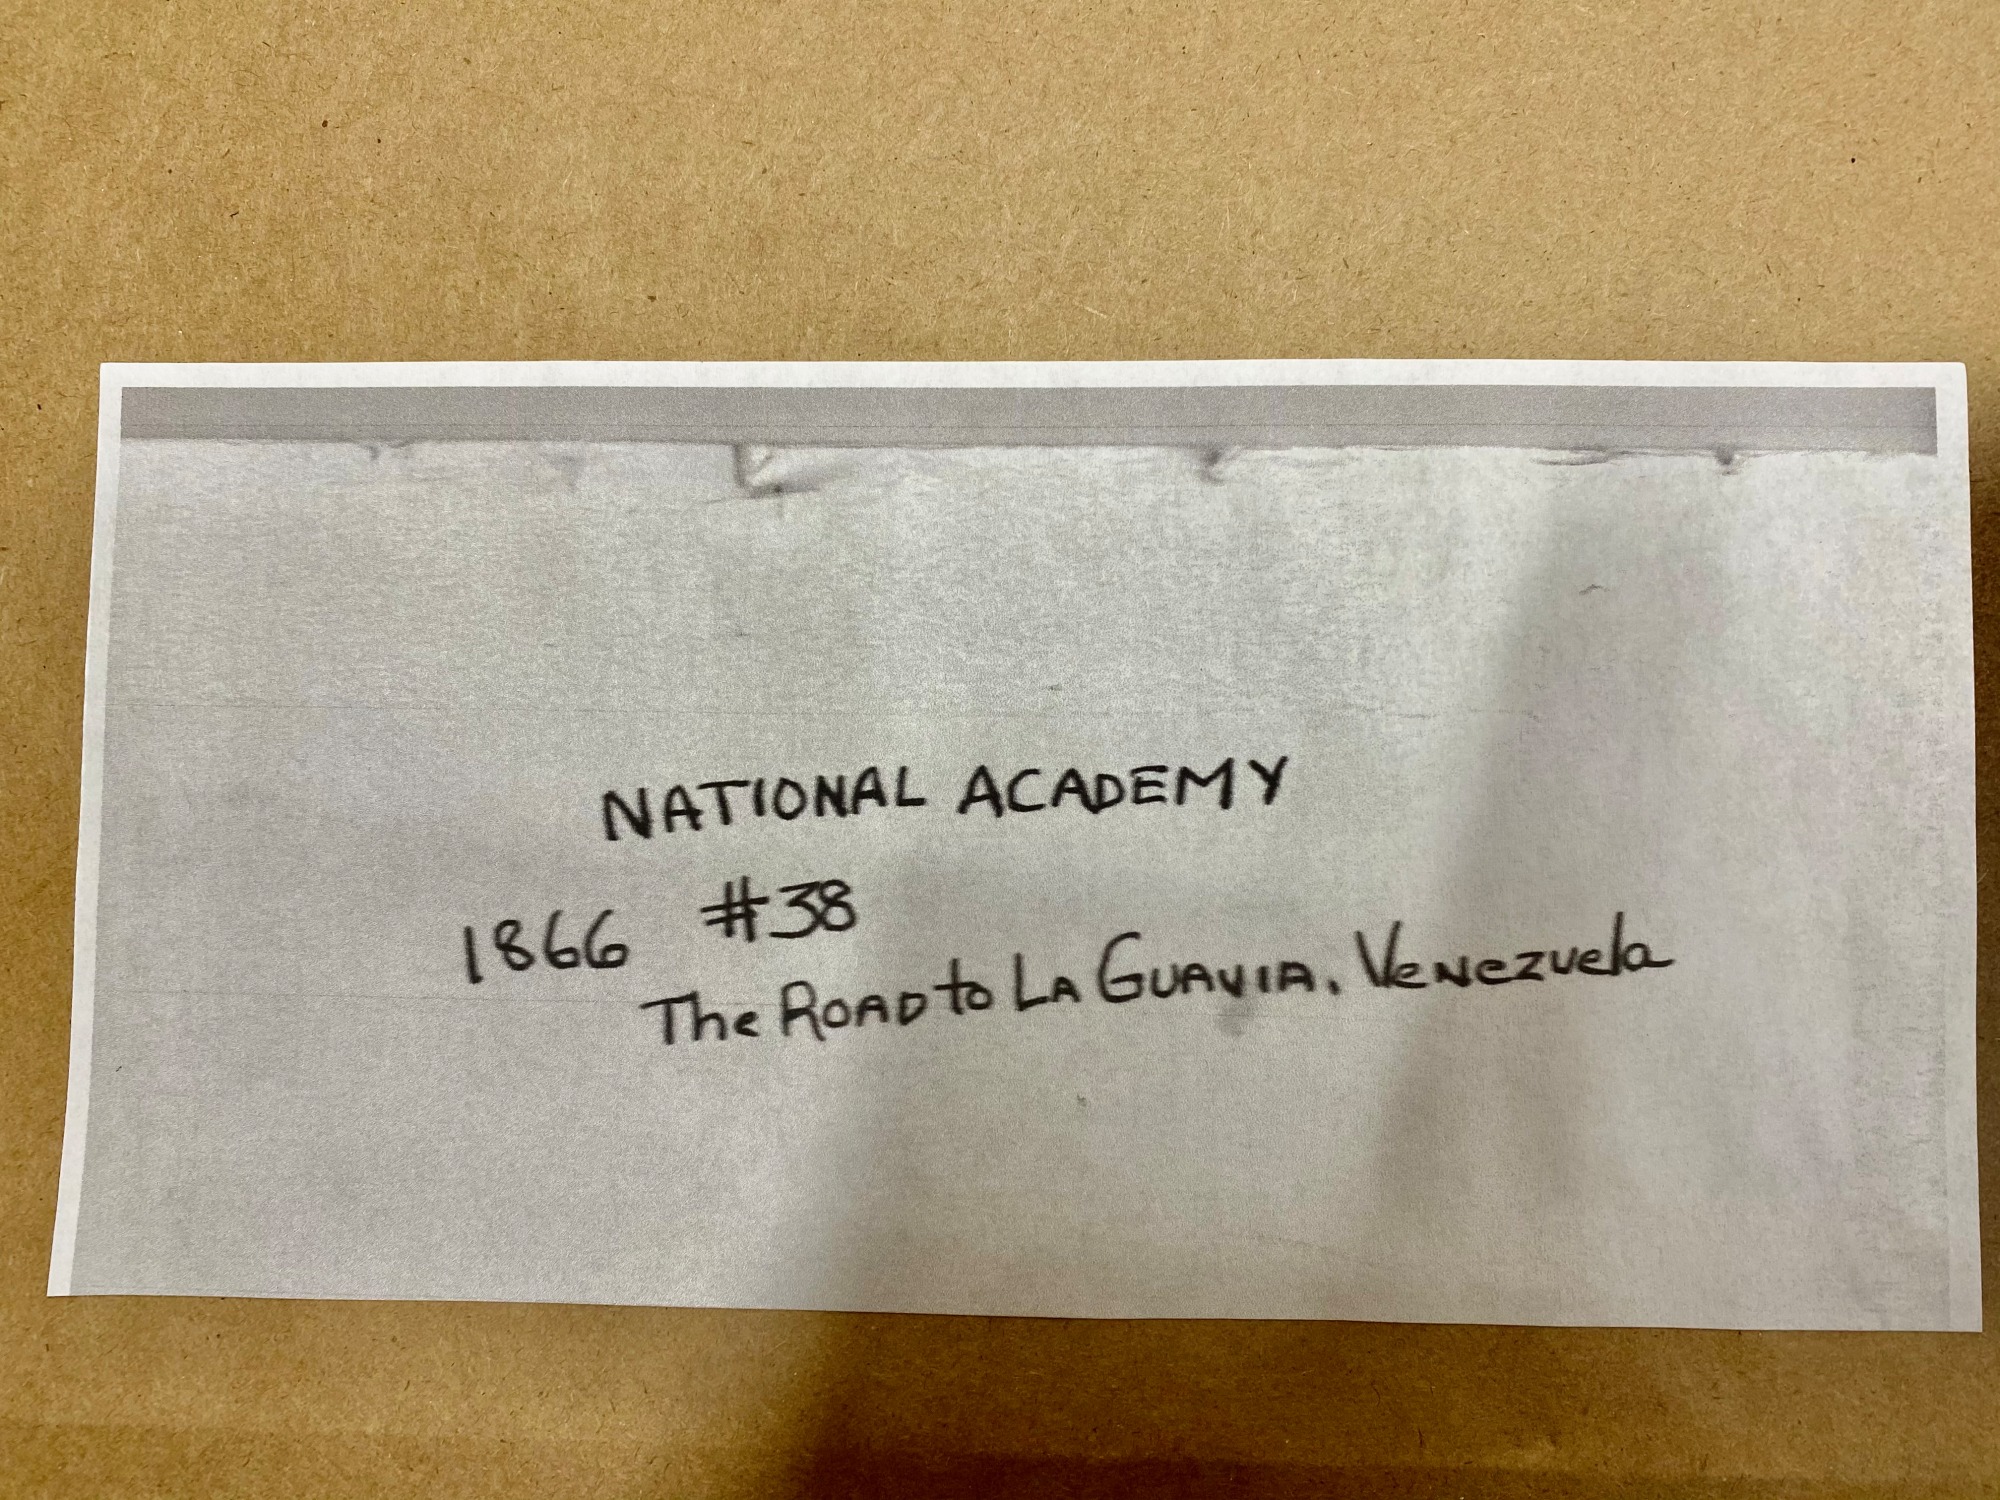 NATIONAL ACADEMY
1866 #38
The ROAD to LA GUAVIA, VeNezuela